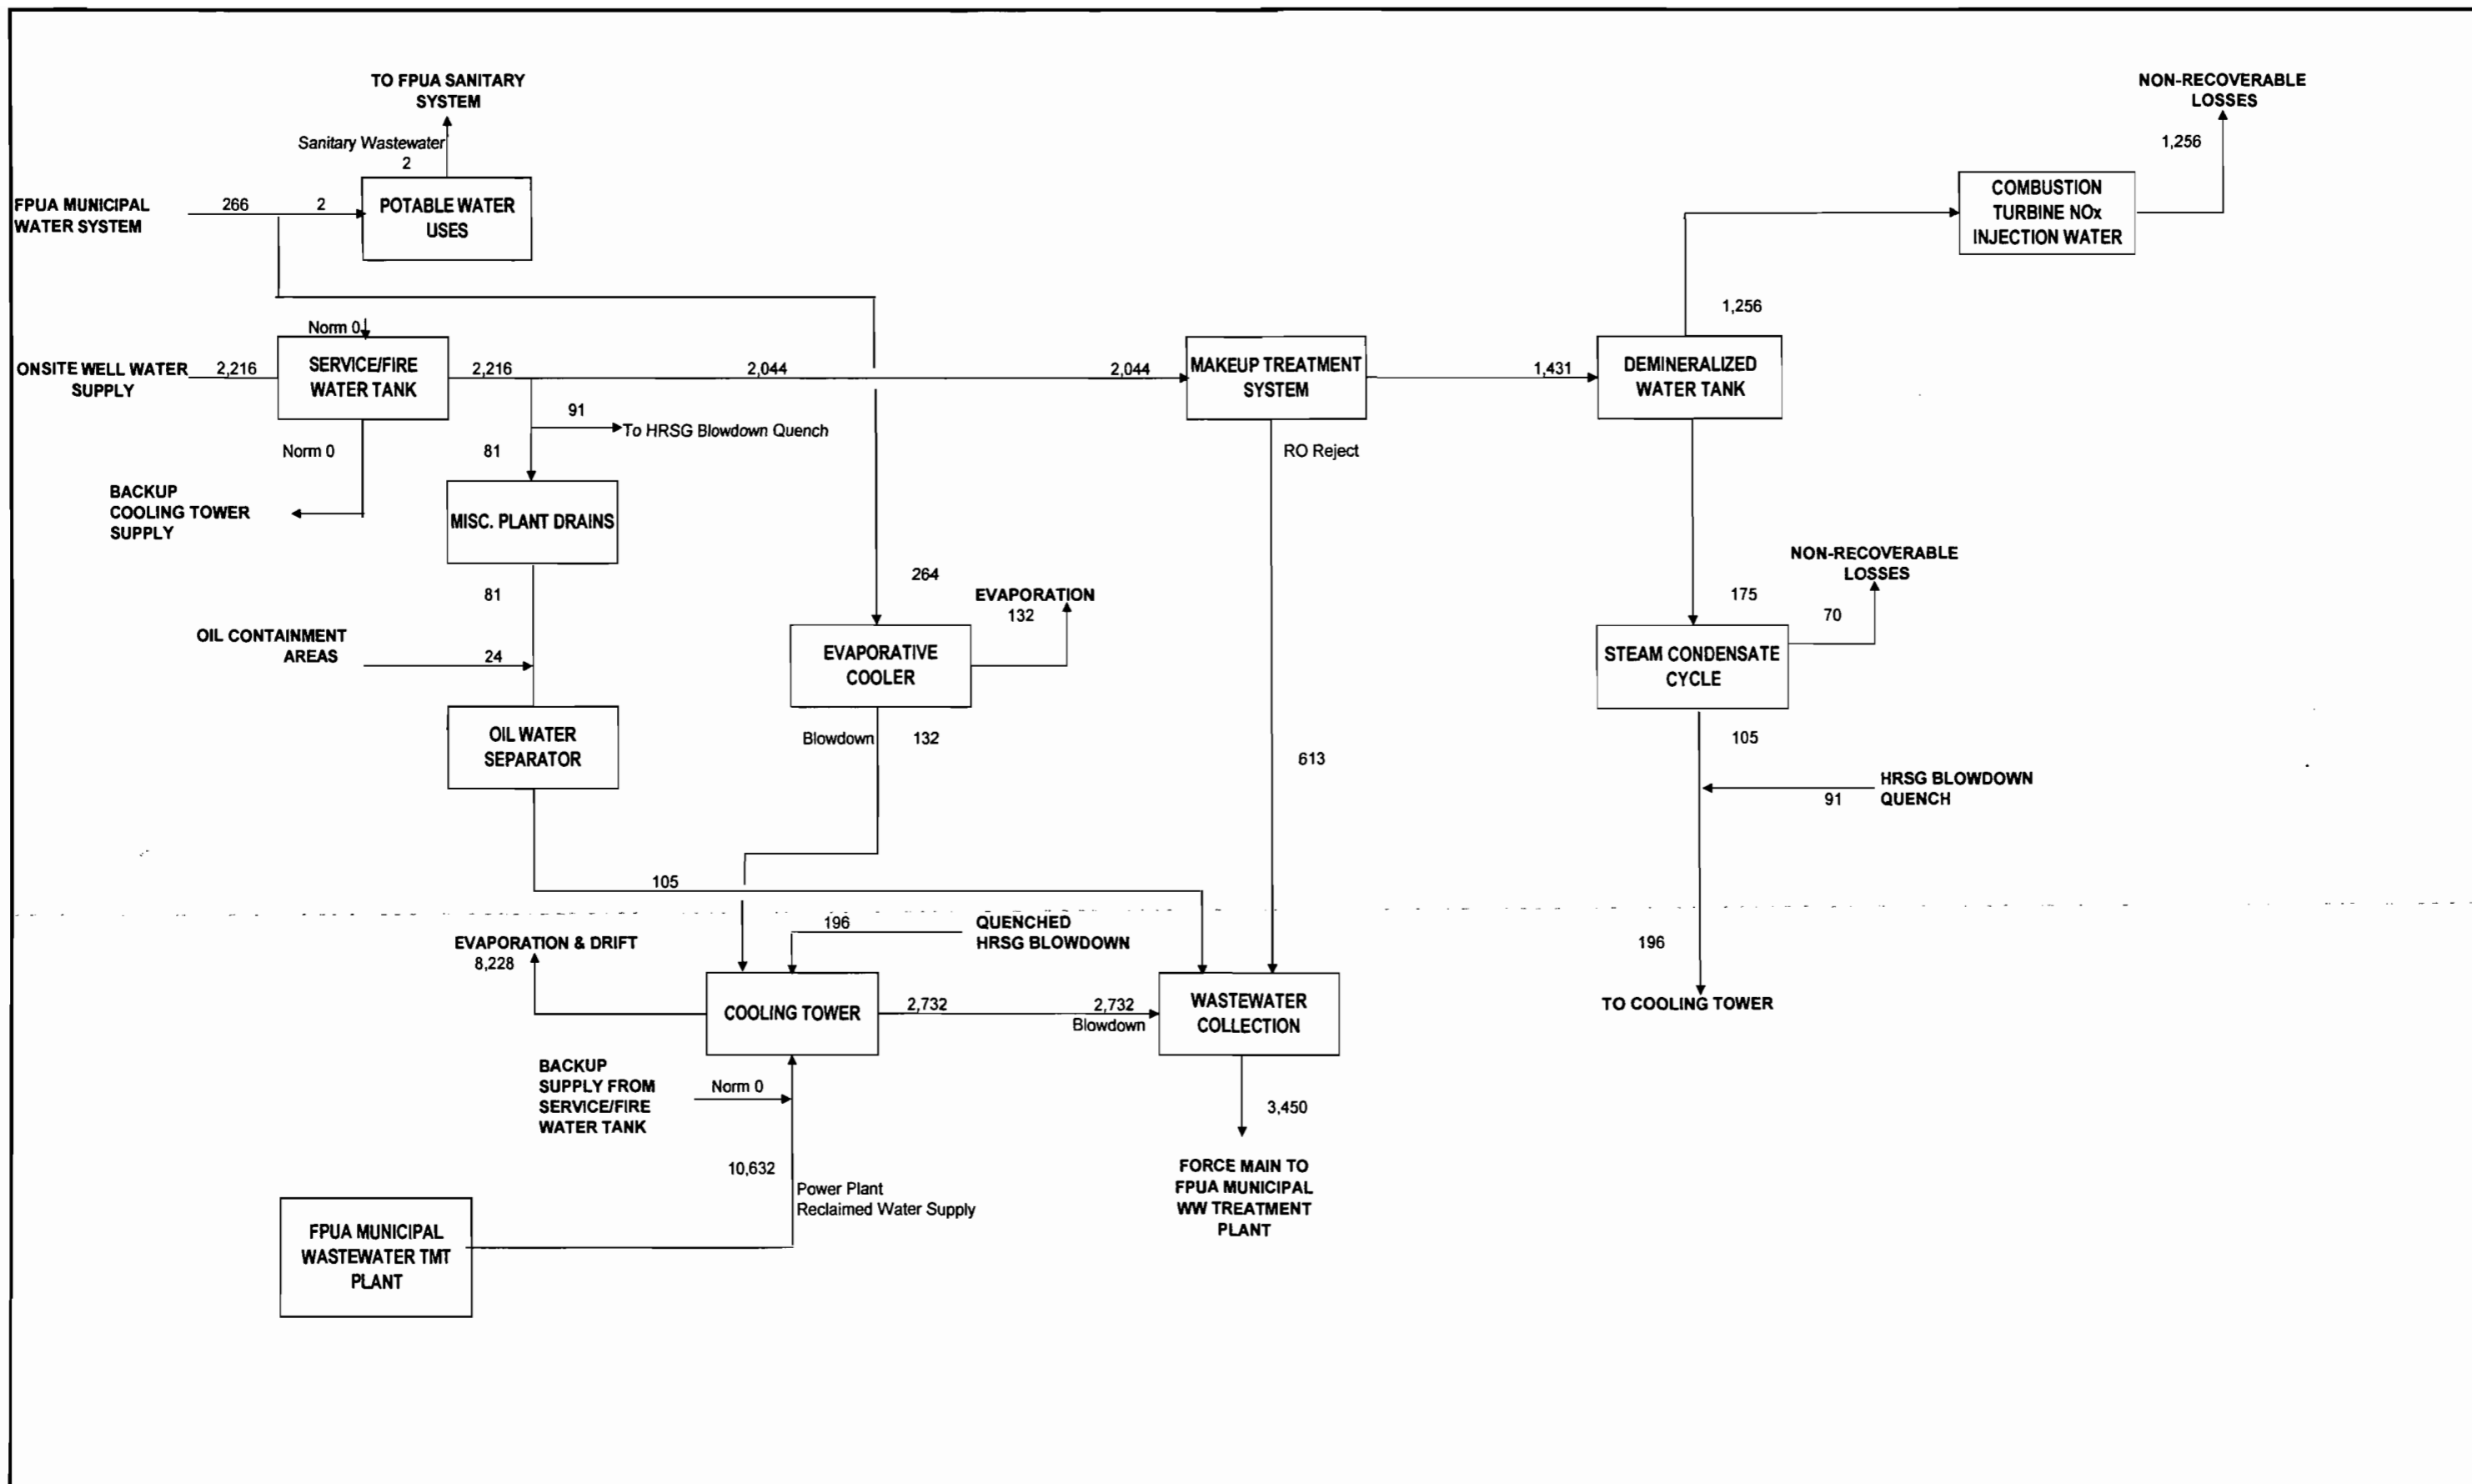 TO FPUA SANITARY
SYSTEM
Sanitary Wastewater
2
FPUA MUNICIPAL
WATER SYSTEM
266
2
POTABLE WATER
USES
NON-RECOVERABLE
LOSSES
1,256
COMBUSTION
TURBINE NOx
INJECTION WATER
1,256
Norm 0
ONSITE WELL WATER
SUPPLY
2,216
SERVICE/FIRE
WATER TANK
2,216
2,044
2,044
MAKEUP TREATMENT
SYSTEM
1,431
DEMINERALIZED
WATER TANK
91
To HRSG Blowdown Quench
Norm 0
81
RO Reject
BACKUP
COOLING TOWER
SUPPLY
MISC. PLANT DRAINS
81
264
EVAPORATION
132
NON-RECOVERABLE
LOSSES
175
70
OIL CONTAINMENT
AREAS
24
EVAPORATIVE
COOLER
STEAM CONDENSATE
CYCLE
OIL WATER
SEPARATOR
Blowdown
132
613
105
HRSG BLOWDOWN
QUENCH
91
105
196
QUENCHED
HRSG BLOWDOWN
EVAPORATION & DRIFT
8,228
196
COOLING TOWER
2,732
2,732
Blowdown
WASTEWATER
COLLECTION
TO COOLING TOWER
BACKUP
SUPPLY FROM
SERVICE/FIRE
WATER TANK
Norm 0
3,450
10,632
Power Plant
Reclaimed Water Supply
FORCE MAIN TO
FPUA MUNICIPAL
WW TREATMENT
PLANT
FPUA MUNICIPAL
WASTEWATER TMT
PLANT